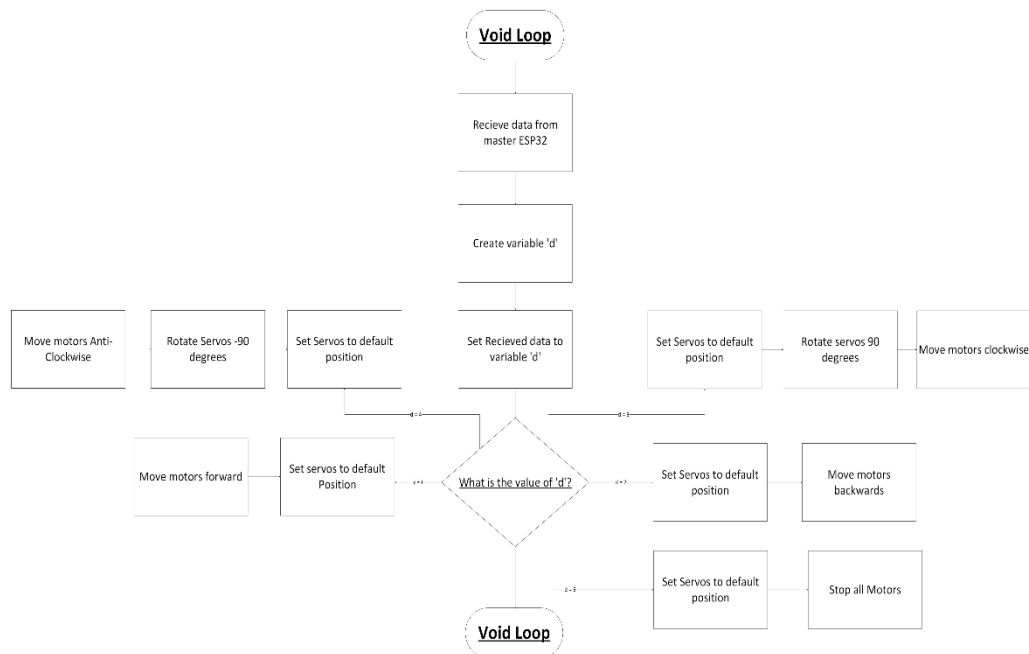 Void Loop
Recieve data from
master ESP32
Create variable 'd'
Move motors Anti-
Clockwise
Rotate Servos -90
degrees
Set Servos to default
position
Set Recieved data to
variable 'd'
Set Servos to default
position
Rotate servos 90
degrees
Move motors clockwise
Move motors forward
Set servos to default
Position
What is the value of 'd'?
Set Servos to default
position
Move motors
backwards
Set Servos to default
position
Stop all Motors
Void Loop